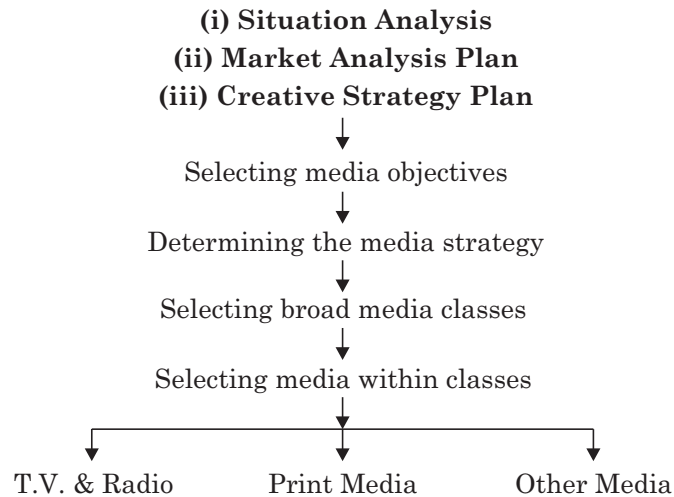 (i) Situation Analysis
(ii) Market Analysis Plan
(iii) Creative Strategy Plan
Selecting media objectives
Determining the media strategy
Selecting broad media classes
Selecting media within classes
T.V. & Radio Print Media Other Media